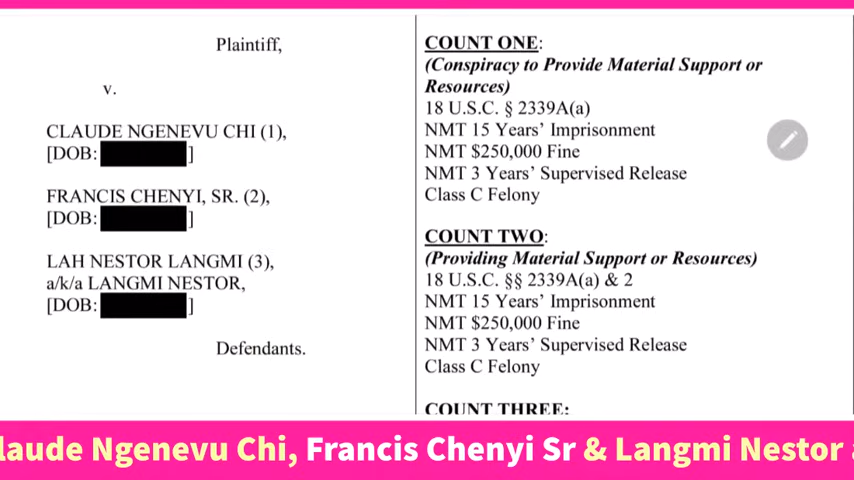 Plaintiff,
v.
CLAUDE NGENEVU CHI (1),
[DOB: ]
FRANCIS CHENYI, SR. (2),
[DOB: ]
LAH NESTOR LANGMI (3),
a/k/a LANGMI NESTOR,
[DOB: ]
Defendants.
COUNT ONE:
(Conspiracy to Provide Material Support or
Resources)
18 U.S.C. § 2339A(a)
NMT 15 Years’ Imprisonment
NMT $250,000 Fine
NMT 3 Years’ Supervised Release
Class C Felony
COUNT TWO:
(Providing Material Support or Resources)
18 U.S.C. §§ 2339A(a) & 2
NMT 15 Years’ Imprisonment
NMT $250,000 Fine
NMT 3 Years’ Supervised Release
Class C Felony
COUNT THREE:
laude Ngenevu Chi, Francis Chenyi Sr & Langmi Nestor